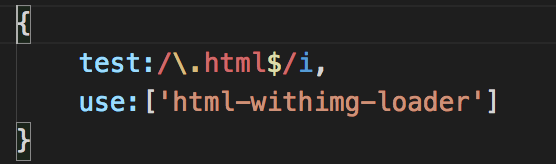 {
test:/\.html$/i,
use:['html-withimg-loader']
}